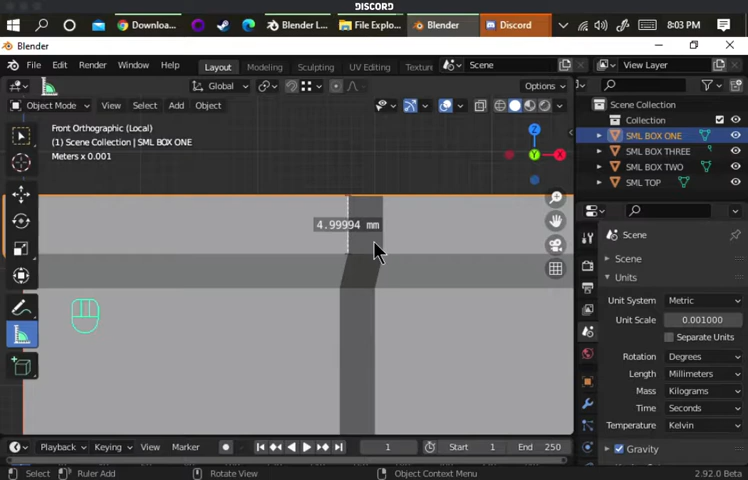 DISCORD
Downloa...
Blender L...
File Explo...
Blender
Discord
8:03 PM
Blender
File Edit Render Window Help Layout Modeling Sculpting UV Editing Textur Scene View Layer
Global Options
Object Mode View Select Add Object
Front Orthographic (Local)
(1) Scene Collection | SML BOX ONE
Meters x 0.001
Z
Y
X
4.99994 mm
Scene Collection
Collection
SML BOX ONE
SML BOX THREE
SML BOX TWO
SML TOP
Scene
Scene
Units
Unit System Metric
Unit Scale 0.001000
Separate Units
Rotation Degrees
Length Millimeters
Mass Kilograms
Time Seconds
Temperature Kelvin
Gravity
Playback Keying View Marker 1 Start 1 End 250
Select Ruler Add Rotate View Object Context Menu 2.92.0 Beta